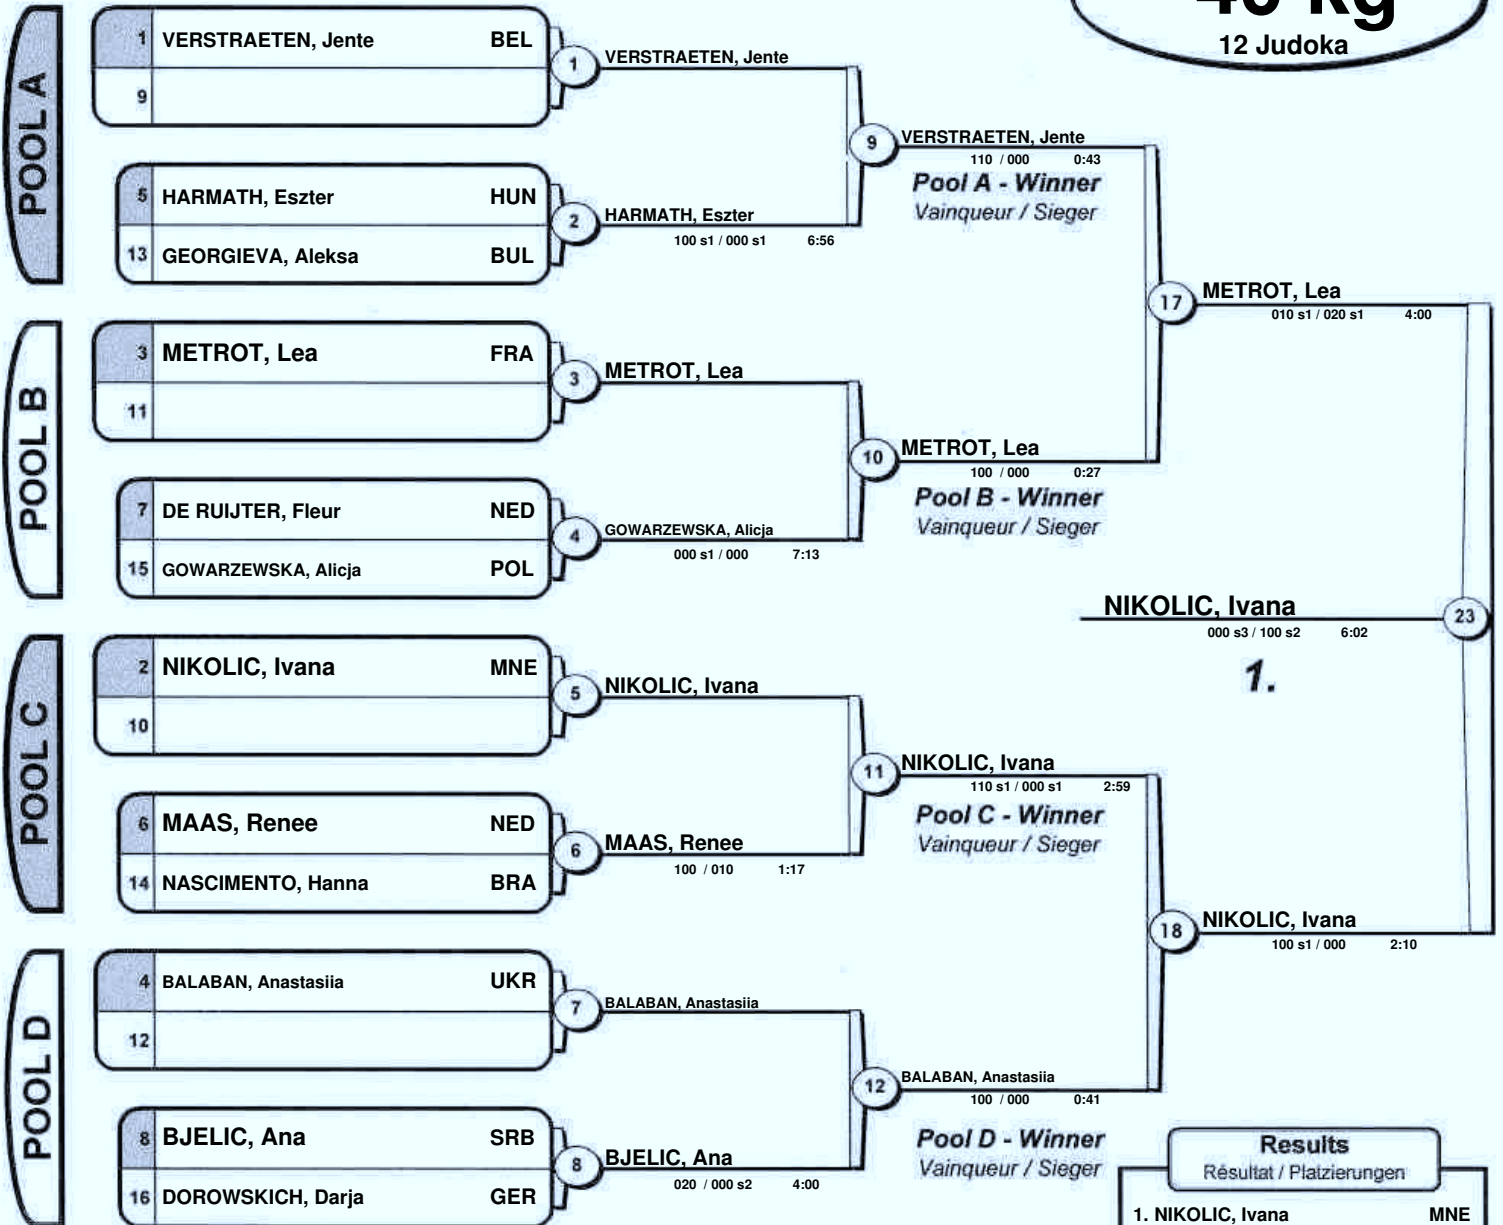 40 kg
12 Judoka
POOL A
1 VERSTRAETEN, Jente BEL
9
1 VERSTRAETEN, Jente
5 HARMATH, Eszter HUN
13 GEORGIEVA, Aleksa BUL
2 HARMATH, Eszter
100 s1 / 000 s1 6:56
9 VERSTRAETEN, Jente
110 / 000 0:43
Pool A - Winner
Vainqueur / Sieger
POOL B
3 METROT, Lea FRA
11
3 METROT, Lea
7 DE RUIJTER, Fleur NED
15 GOWARZEWSKA, Alicja POL
4 GOWARZEWSKA, Alicja
000 s1 / 000 7:13
10 METROT, Lea
100 / 000 0:27
Pool B - Winner
Vainqueur / Sieger
17 METROT, Lea
010 s1 / 020 s1 4:00
NIKOLIC, Ivana 23
000 s3 / 100 s2 6:02
1.
POOL C
2 NIKOLIC, Ivana MNE
10
5 NIKOLIC, Ivana
6 MAAS, Renee NED
14 NASCIMENTO, Hanna BRA
6 MAAS, Renee
100 / 010 1:17
11 NIKOLIC, Ivana
110 s1 / 000 s1 2:59
Pool C - Winner
Vainqueur / Sieger
18 NIKOLIC, Ivana
100 s1 / 000 2:10
POOL D
4 BALABAN, Anastasiia UKR
12
7 BALABAN, Anastasiia
8 BJELIC, Ana SRB
16 DOROWSKICH, Darja GER
8 BJELIC, Ana
020 / 000 s2 4:00
12 BALABAN, Anastasiia
100 / 000 0:41
Pool D - Winner
Vainqueur / Sieger
Results
Résultat / Platzierungen
1. NIKOLIC, Ivana MNE